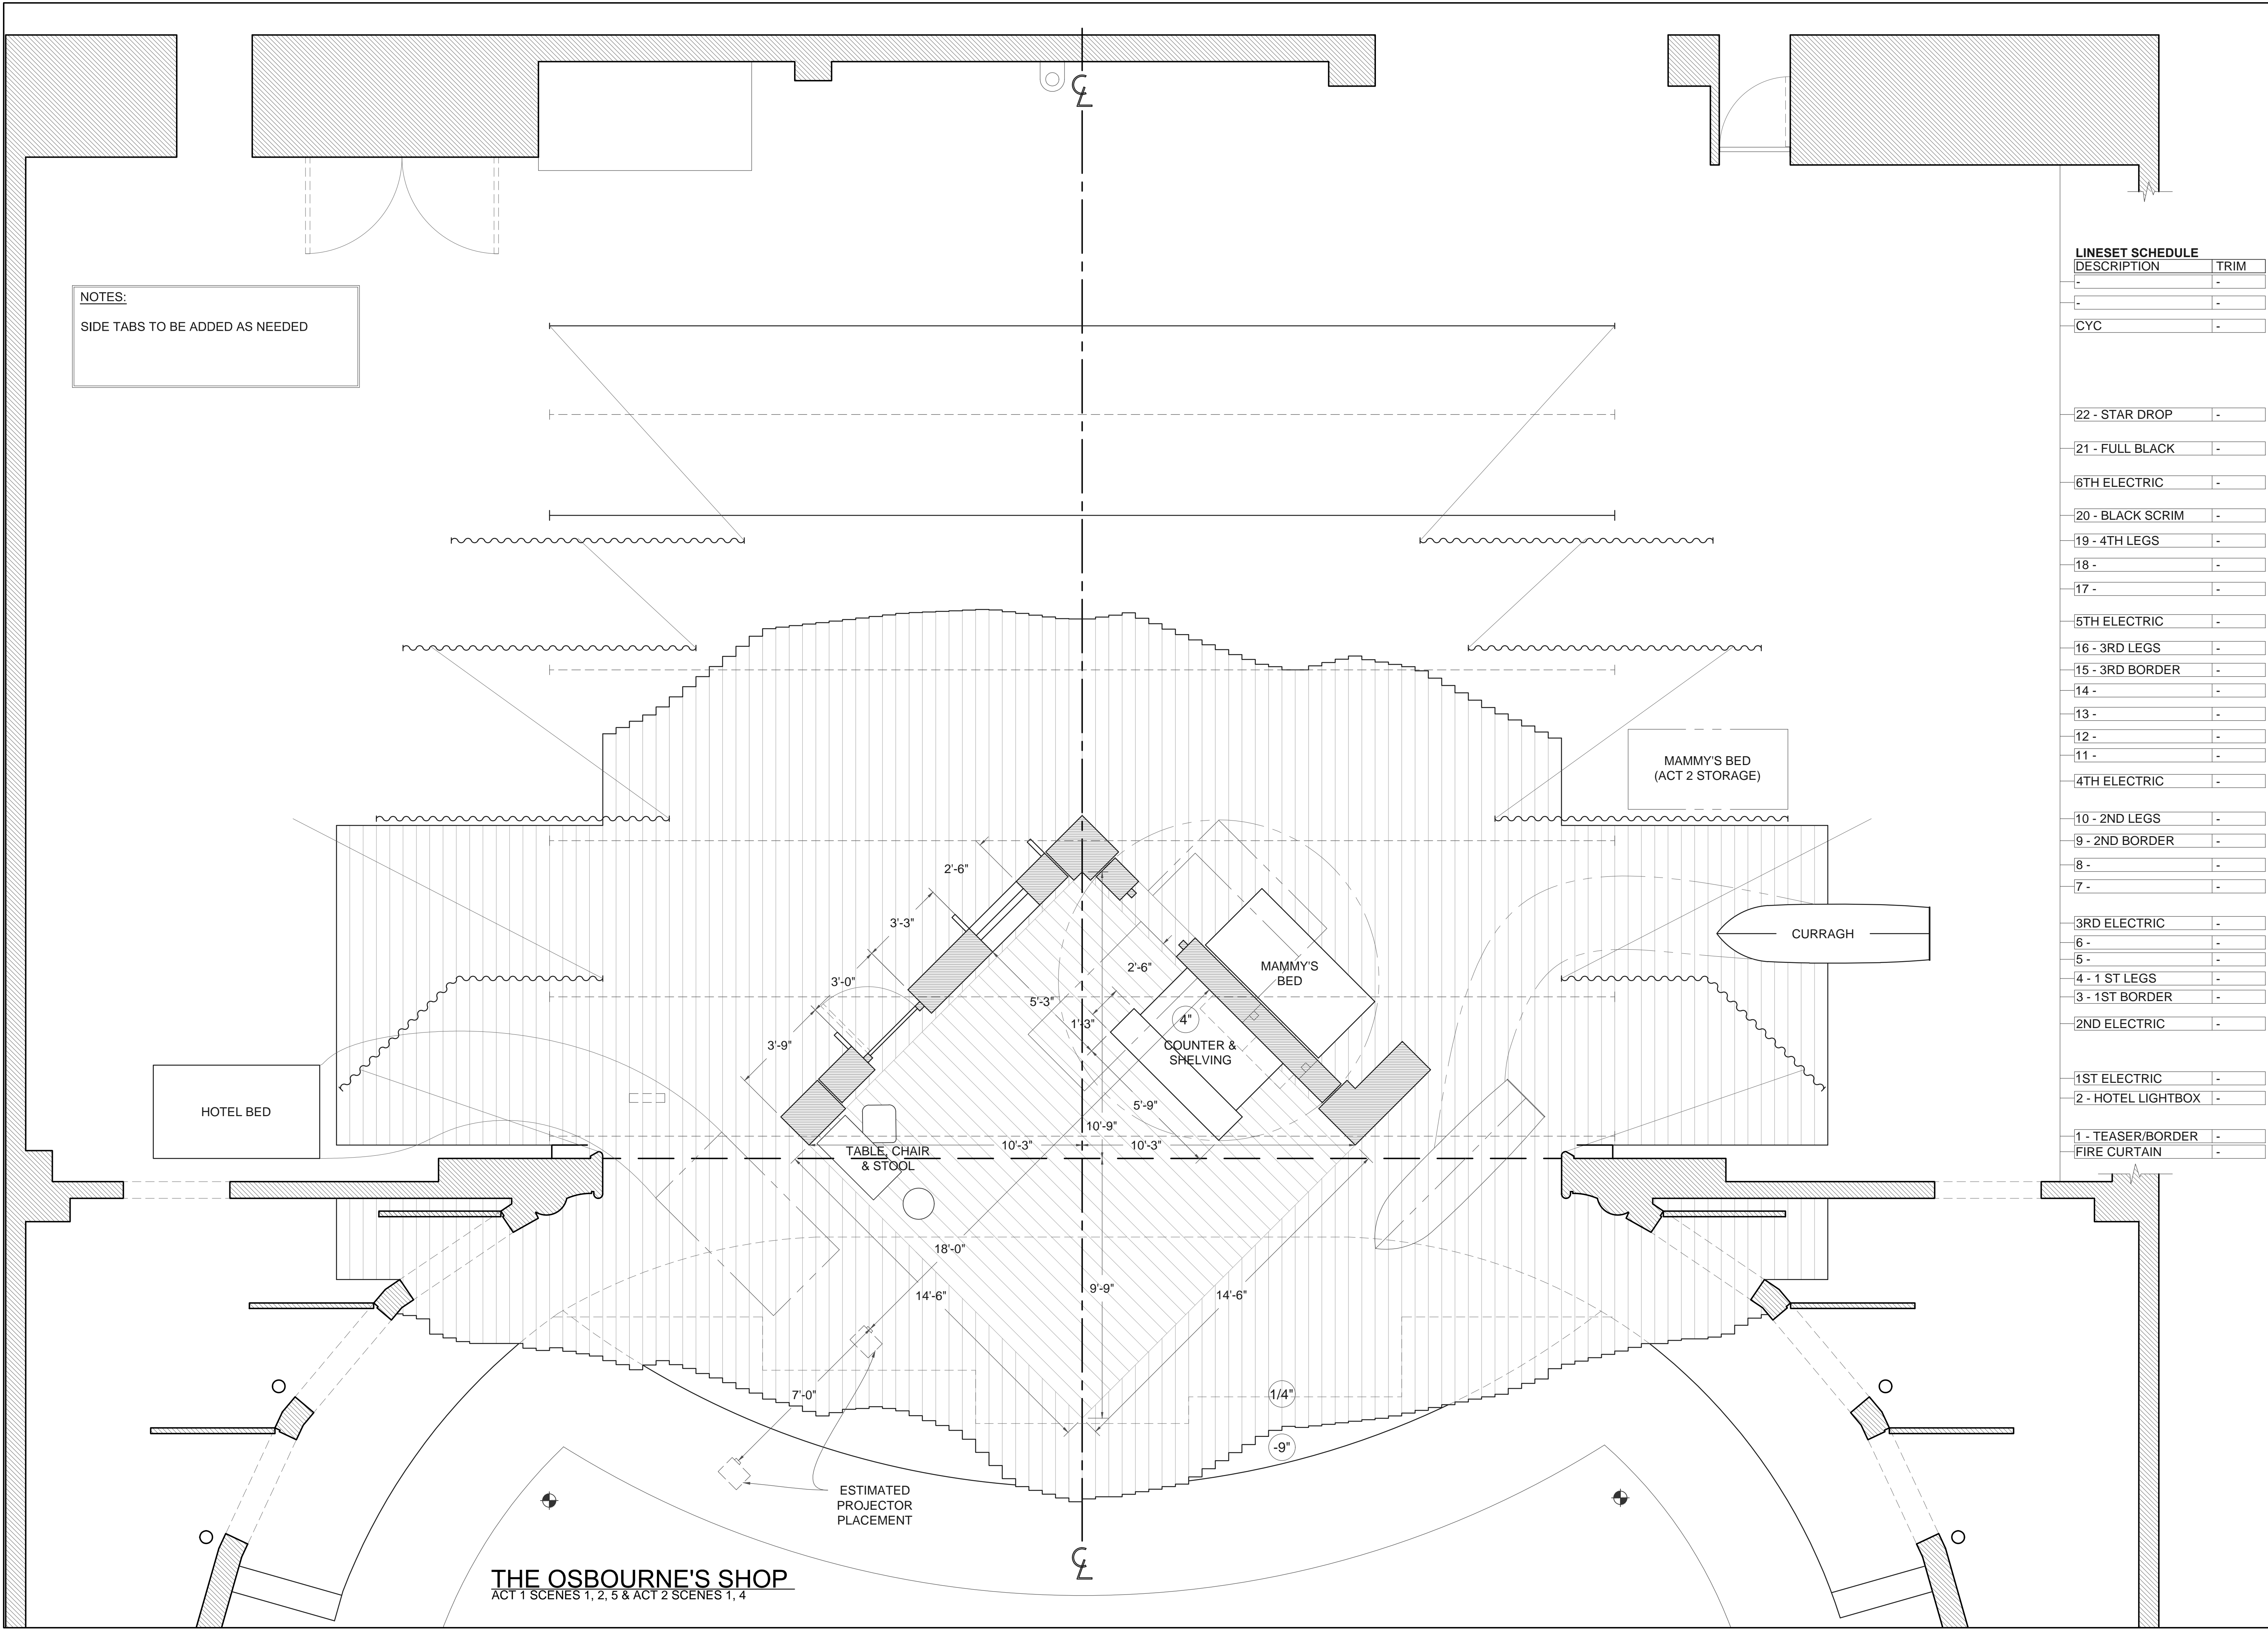 LINESET SCHEDULE
DESCRIPTION TRIM
- -
- -
CYC -
22 - STAR DROP -
21 - FULL BLACK -
6TH ELECTRIC -
20 - BLACK SCRIM -
19 - 4TH LEGS -
18 - -
17 - -
5TH ELECTRIC -
16 - 3RD LEGS -
15 - 3RD BORDER -
14 - -
13 - -
12 - -
11 - -
4TH ELECTRIC -
10 - 2ND LEGS -
9 - 2ND BORDER -
8 - -
7 - -
3RD ELECTRIC -
6 - -
5 - -
4 - 1 ST LEGS -
3 - 1ST BORDER -
2ND ELECTRIC -
1ST ELECTRIC -
2 - HOTEL LIGHTBOX -
1 - TEASER/BORDER -
FIRE CURTAIN -
NOTES:
SIDE TABS TO BE ADDED AS NEEDED
MAMMY'S BED
(ACT 2 STORAGE)
2'-6"
3'-3"
3'-0"
3'-9"
2'-6"
MAMMY'S
BED
CURRAGH
5'-3"
1'-3"
4"
COUNTER &
SHELVING
HOTEL BED
5'-9"
10'-9"
10'-3"
10'-3"
TABLE, CHAIR
& STOOL
18'-0"
9'-9"
14'-6"
14'-6"
7'-0"
1/4"
-9"
ESTIMATED
PROJECTOR
PLACEMENT
THE OSBOURNE'S SHOP
ACT 1 SCENES 1, 2, 5 & ACT 2 SCENES 1, 4